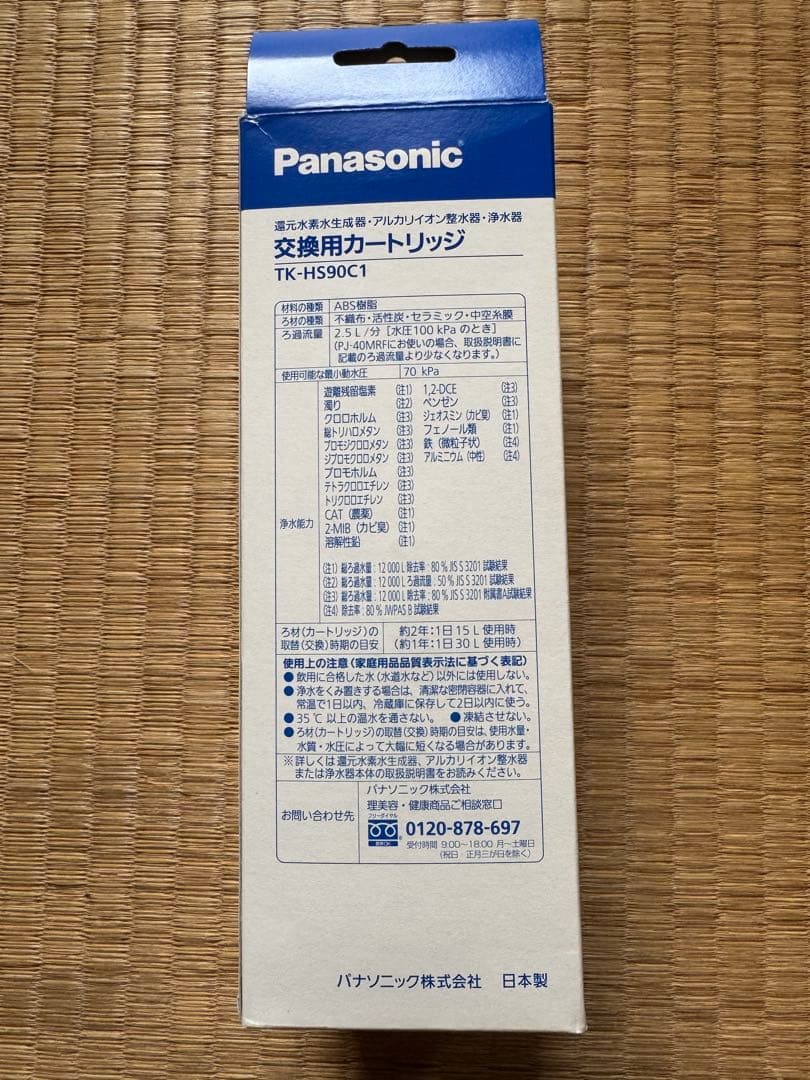 Panasonic
還元水素水生成器・アルカリイオン整水器・浄水器
交換用カートリッジ
TK-HS90C1
材料の種類 ABS樹脂
ろ材の種類 不織布・活性炭・セラミック・中空糸膜
ろ過流量 2.5 L/分［水圧100 kPa のとき］
(PJ-40MRFにお使いの場合、取扱説明書に
記載のろ過流量より少なくなります。)
使用可能な最小動水圧 70 kPa
浄水能力
遊離残留塩素 (注1) 1,2-DCE (注3)
濁り (注2) ベンゼン (注3)
クロロホルム (注3) ジェオスミン（カビ臭） (注1)
総トリハロメタン (注3) フェノール類 (注1)
ブロモジクロロメタン (注3) 鉄（微粒子状） (注4)
ジブロモクロロメタン (注3) アルミニウム（中性） (注4)
ブロモホルム (注3)
テトラクロロエチレン (注3)
トリクロロエチレン (注3)
CAT（農薬） (注1)
2-MIB（カビ臭） (注1)
溶解性鉛 (注1)
(注1) 総ろ過水量：12 000 L 除去率：80 % JIS S 3201 試験結果
(注2) 総ろ過水量：12 000 L ろ過流量：50 % JIS S 3201 試験結果
(注3) 総ろ過水量：12 000 L 除去率：80 % JIS S 3201 附属書A試験結果
(注4) 除去率：80 % JWPAS B 試験結果
ろ材(カートリッジ)の 約2年：1日 15 L 使用時
取替(交換)時期の目安 (約1年：1日 30 L 使用時)
使用上の注意(家庭用品品質表示法に基づく表記)
●飲用に合格した水(水道水など)以外には使用しない。
●浄水をくみ置きする場合は、清潔な密閉容器に入れて、
常温で1日以内、冷蔵庫に保存して2日以内に使う。
●35℃以上の温水を通さない。 ●凍結させない。
●ろ材(カートリッジ)の取替(交換)時期の目安は、使用水量・
水質・水圧によって大幅に短くなる場合があります。
※詳しくは還元水素水生成器、アルカリイオン整水器
または浄水器本体の取扱説明書をお読みください。
お問い合わせ先
パナソニック株式会社
理美容・健康商品ご相談窓口
フリーダイヤル
0120-878-697
受付時間 9:00〜18:00 月〜土曜日
(祝日・正月三が日を除く)
パナソニック株式会社 日本製